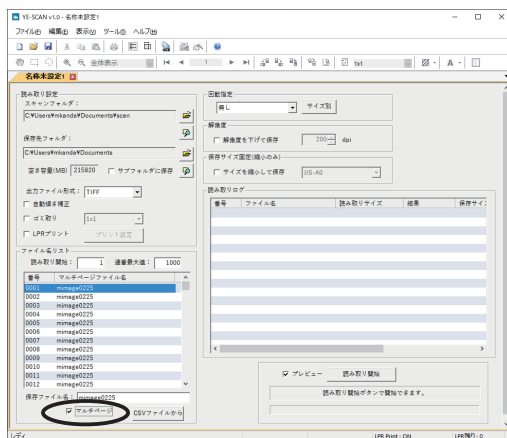 YE-SCAN v1.0 - 名称未設定1
ファイル(F) 編集(E) 表示(V) ツール(T) ヘルプ(H)
全体表示 1 txt A
名称未設定1
読み取り設定
スキャンフォルダ：
C:¥Users¥mkanda¥Documents¥scan
保存先フォルダ：
C:¥Users¥mkanda¥Documents
空き容量(MB) 215820 サブフォルダに保存
出力ファイル形式： TIFF
自動傾き補正
ゴミ取り 1x1
LPRプリント プリント設定
回転指定
無し サイズ別
解像度
解像度を下げて保存 200 dpi
保存サイズ固定(縮小のみ)
サイズを縮小して保存 JIS-A0
読み取りログ
番号 ファイル名 読み取りサイズ 結果 保存サイズ
ファイル名リスト
読み取り開始： 1 連番最大値： 1000
番号 マルチページファイル名
0001 mimage0225
0002 mimage0225
0003 mimage0225
0004 mimage0225
0005 mimage0225
0006 mimage0225
0007 mimage0225
0008 mimage0225
0009 mimage0225
0010 mimage0225
0011 mimage0225
0012 mimage0225
保存ファイル名： mimage0225
マルチページ CSVファイルから
プレビュー 読み取り開始
読み取り開始ボタンで開始できます。
レディ LPR Print : ON LPR残り : 0